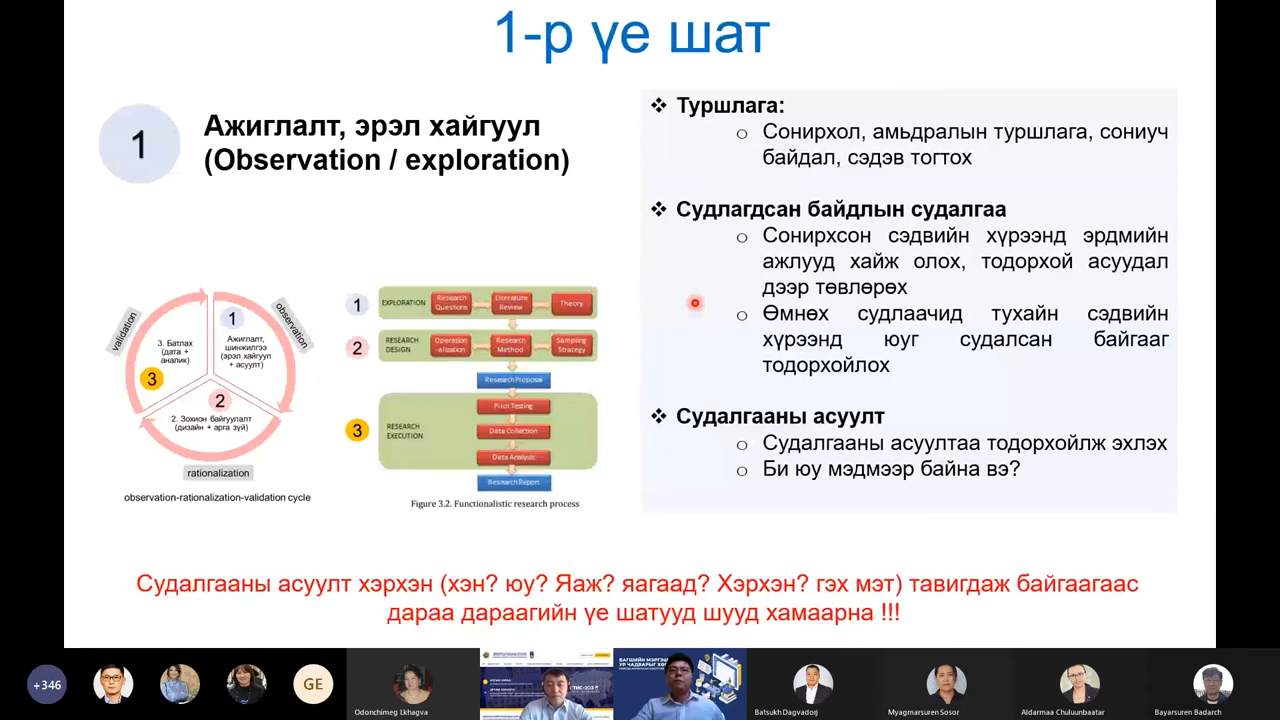 1-р үе шат
1
Ажиглалт, эрэл хайгуул
(Observation / exploration)
❖ Туршлага:
o Сонирхол, амьдралын туршлага, сониуч
байдал, сэдэв тогтох
❖ Судлагдсан байдлын судалгаа
o Сонирхсон сэдвийн хүрээнд эрдмийн
ажлууд хайж олох, тодорхой асуудал
дээр төвлөрөх
o Өмнөх судлаачид тухайн сэдвийн
хүрээнд юуг судалсан байгааг
тодорхойлох
❖ Судалгааны асуулт
o Судалгааны асуултаа тодорхойлж эхлэх
o Би юу мэдмээр байна вэ?
validation
observation
1
Ажиглалт,
шинжилгээ
(эрэл хайгуул
+ асуулт)
3. Батлах
(дата +
аналик)
3
2
2. Зохион байгуулалт
(дизайн + арга зүй)
rationalization
observation-rationalization-validation cycle
1
EXPLORATION
Research
Questions
Literature
Review
Theory
2
RESEARCH
DESIGN
Operation
-alization
Research
Method
Sampling
Strategy
Research Proposal
3
RESEARCH
EXECUTION
Pilot Testing
Data Collection
Data Analysis
Research Report
Figure 3.2. Functionalistic research process
Судалгааны асуулт хэрхэн (хэн? юу? Яаж? яагаад? Хэрхэн? гэх мэт) тавигдаж байгаагаас
дараа дараагийн үе шатууд шууд хамаарна !!!
+346
GE
Odonchimeg Lkhagva
Batsukh Dagvadorj
Myagmarsuren Sosor
Aldarmaa Chuluunbaatar
Bayarsuren Badarch